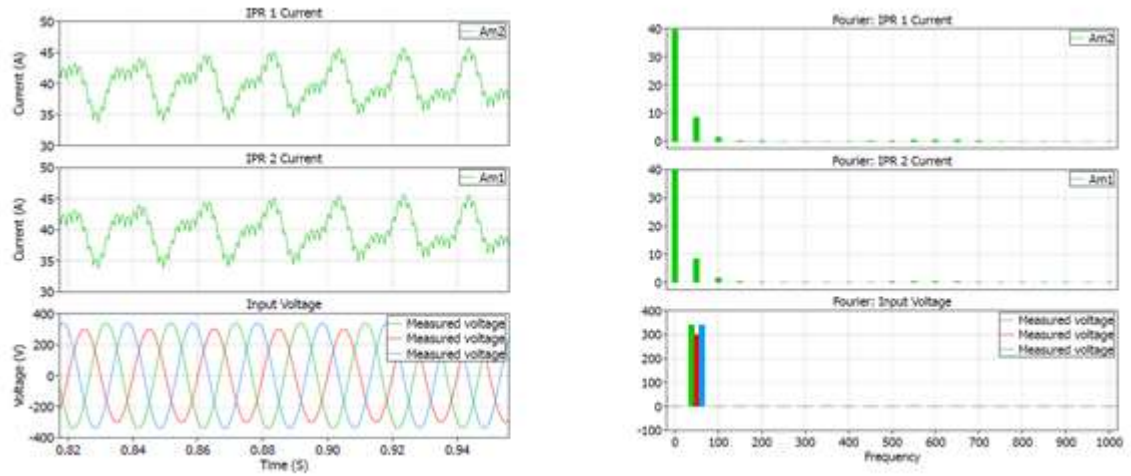 IPR 1 Current
50
45
40
35
30
Current (A)
Am2
IPR 2 Current
50
45
40
35
30
Current (A)
Am1
Input Voltage
400
200
0
-200
-400
Voltage (V)
Measured voltage
Measured voltage
Measured voltage
0.82 0.84 0.86 0.88 0.90 0.92 0.94
Time (S)
Fourier: IPR 1 Current
40
30
20
10
0
Am2
Fourier: IPR 2 Current
40
30
20
10
0
Am1
Fourier: Input Voltage
400
300
200
100
0
-100
Measured voltage
Measured voltage
Measured voltage
0 100 200 300 400 500 600 700 800 900 1000
Frequency